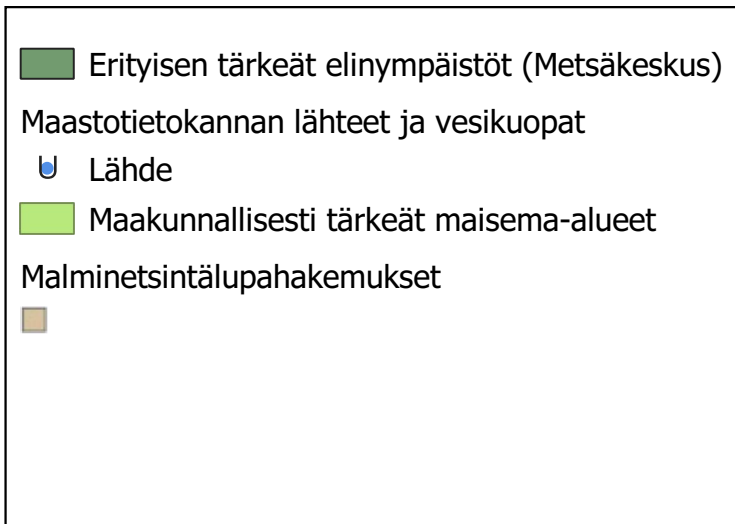 Erityisen tärkeät elinympäistöt (Metsäkeskus)
Maastotietokannan lähteet ja vesikuopat
Lähde
Maakunnallisesti tärkeät maisema-alueet
Malminetsintälupahakemukset